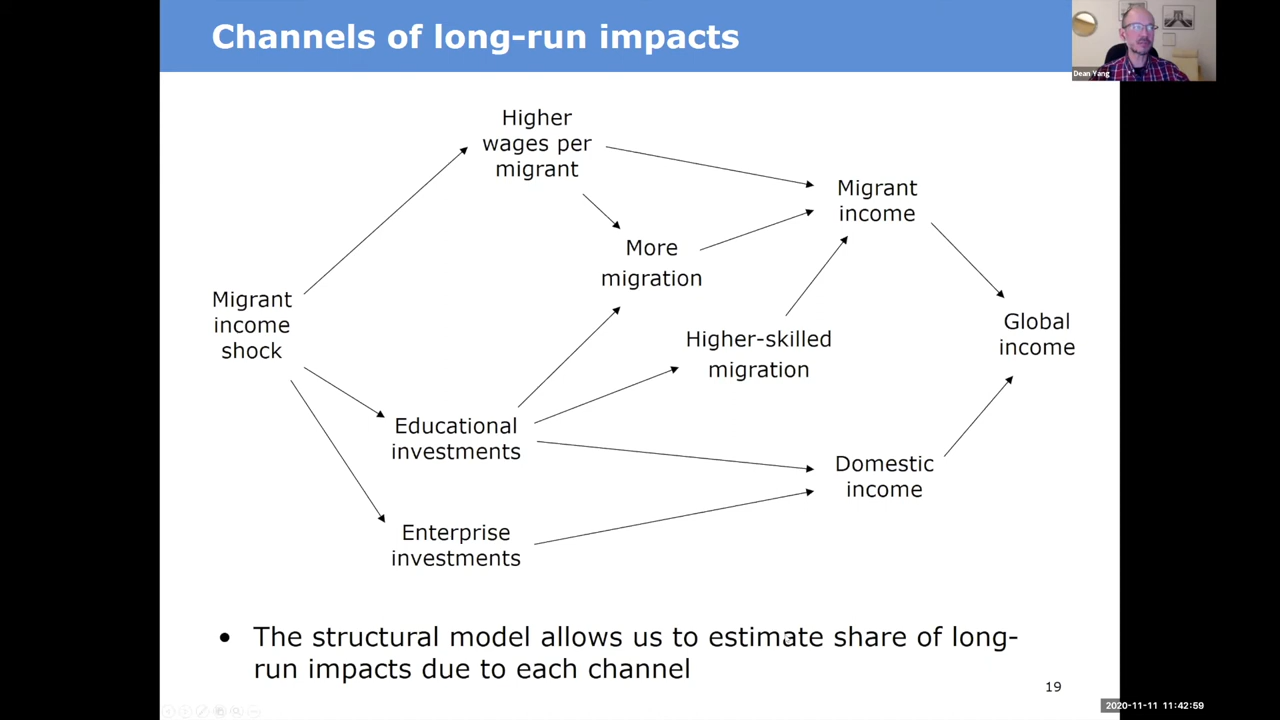 Channels of long-run impacts
Dean Yang
Higher
wages per
migrant
Migrant
income
More
migration
Migrant
income
shock
Higher-skilled
migration
Global
income
Educational
investments
Domestic
income
Enterprise
investments
• The structural model allows us to estimate share of long-
run impacts due to each channel
19
2020-11-11 11:42:59